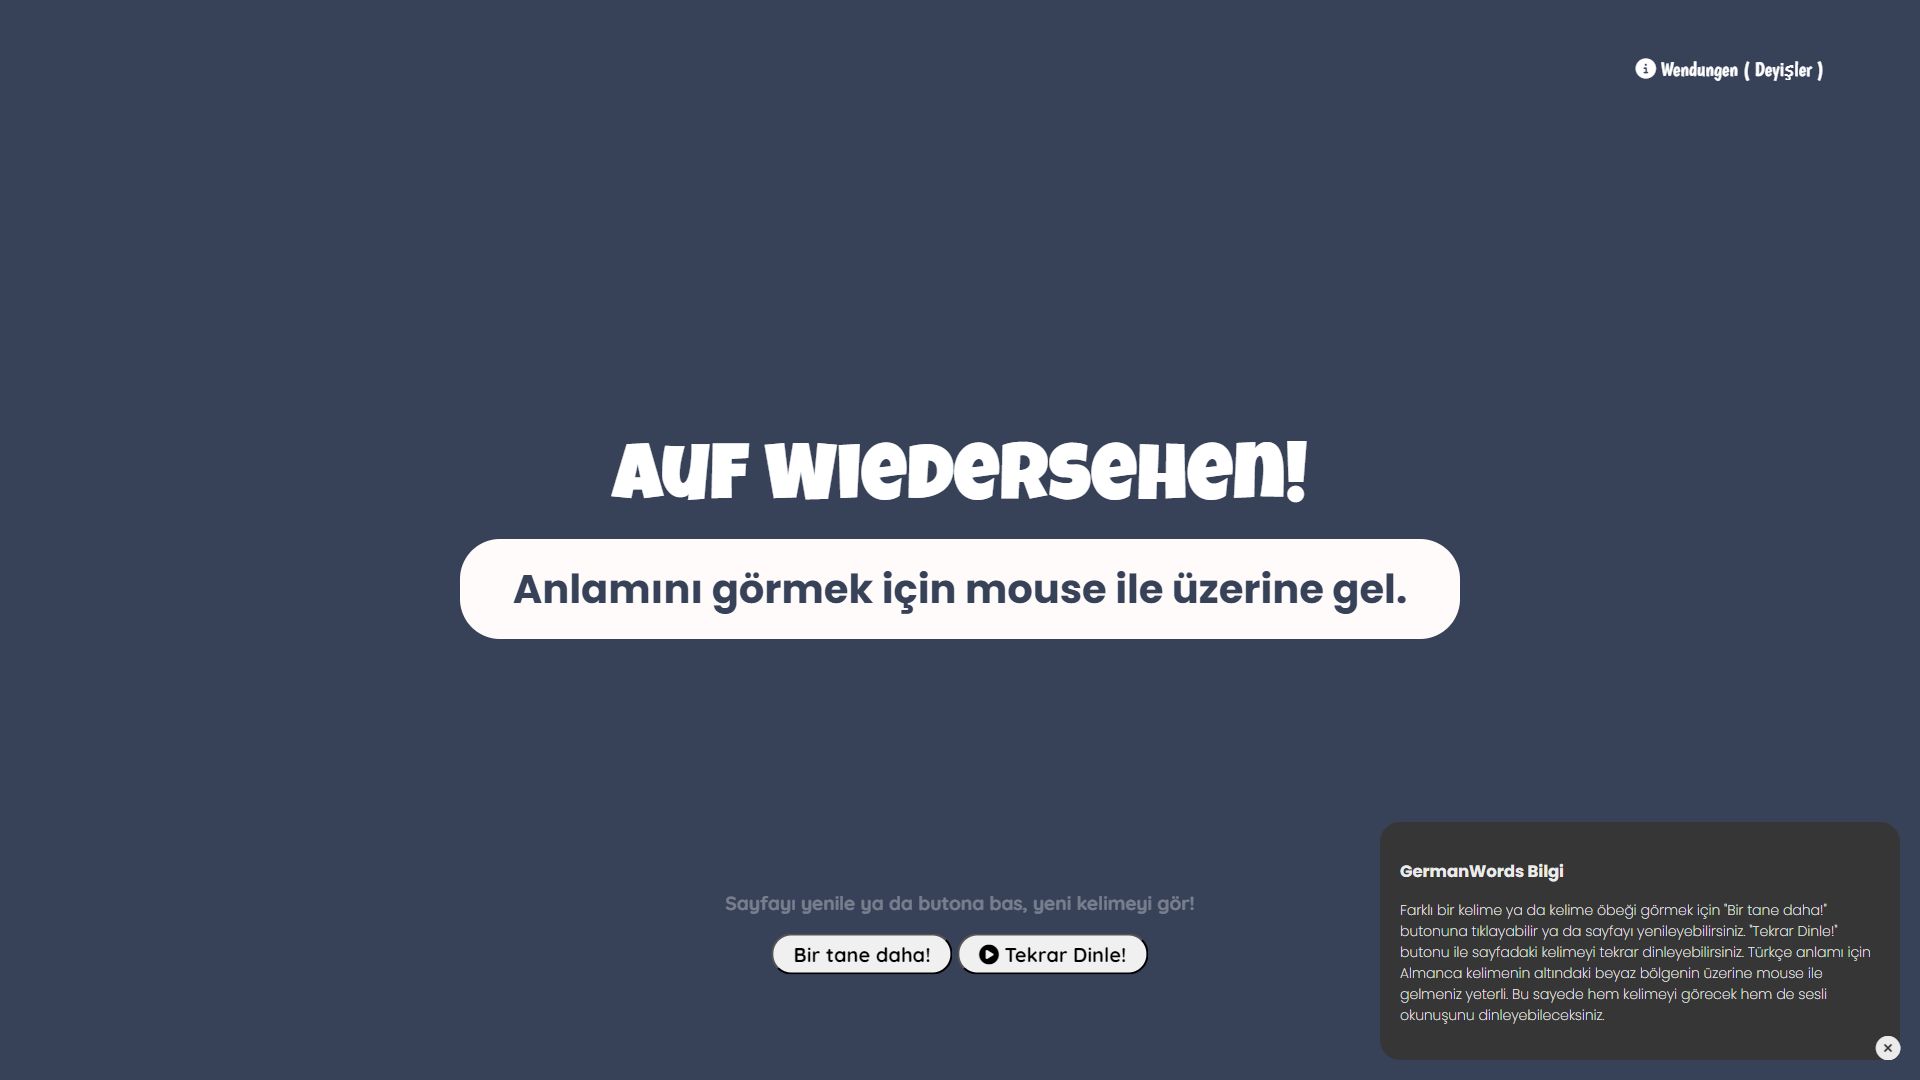 Wendungen ( Deyişler )
Auf Wiedersehen!
Anlamını görmek için mouse ile üzerine gel.
Sayfayı yenile ya da butona bas, yeni kelimeyi gör!
Bir tane daha!
Tekrar Dinle!
GermanWords Bilgi
Farklı bir kelime ya da kelime öbeği görmek için "Bir tane daha!"
butonuna tıklayabilir ya da sayfayı yenileyebilirsiniz. "Tekrar Dinle!"
butonu ile sayfadaki kelimeyi tekrar dinleyebilirsiniz. Türkçe anlamı için
Almanca kelimenin altındaki beyaz bölgenin üzerine mouse ile
gelmeniz yeterli. Bu sayede hem kelimeyi görecek hem de sesli
okunuşunu dinleyebileceksiniz.